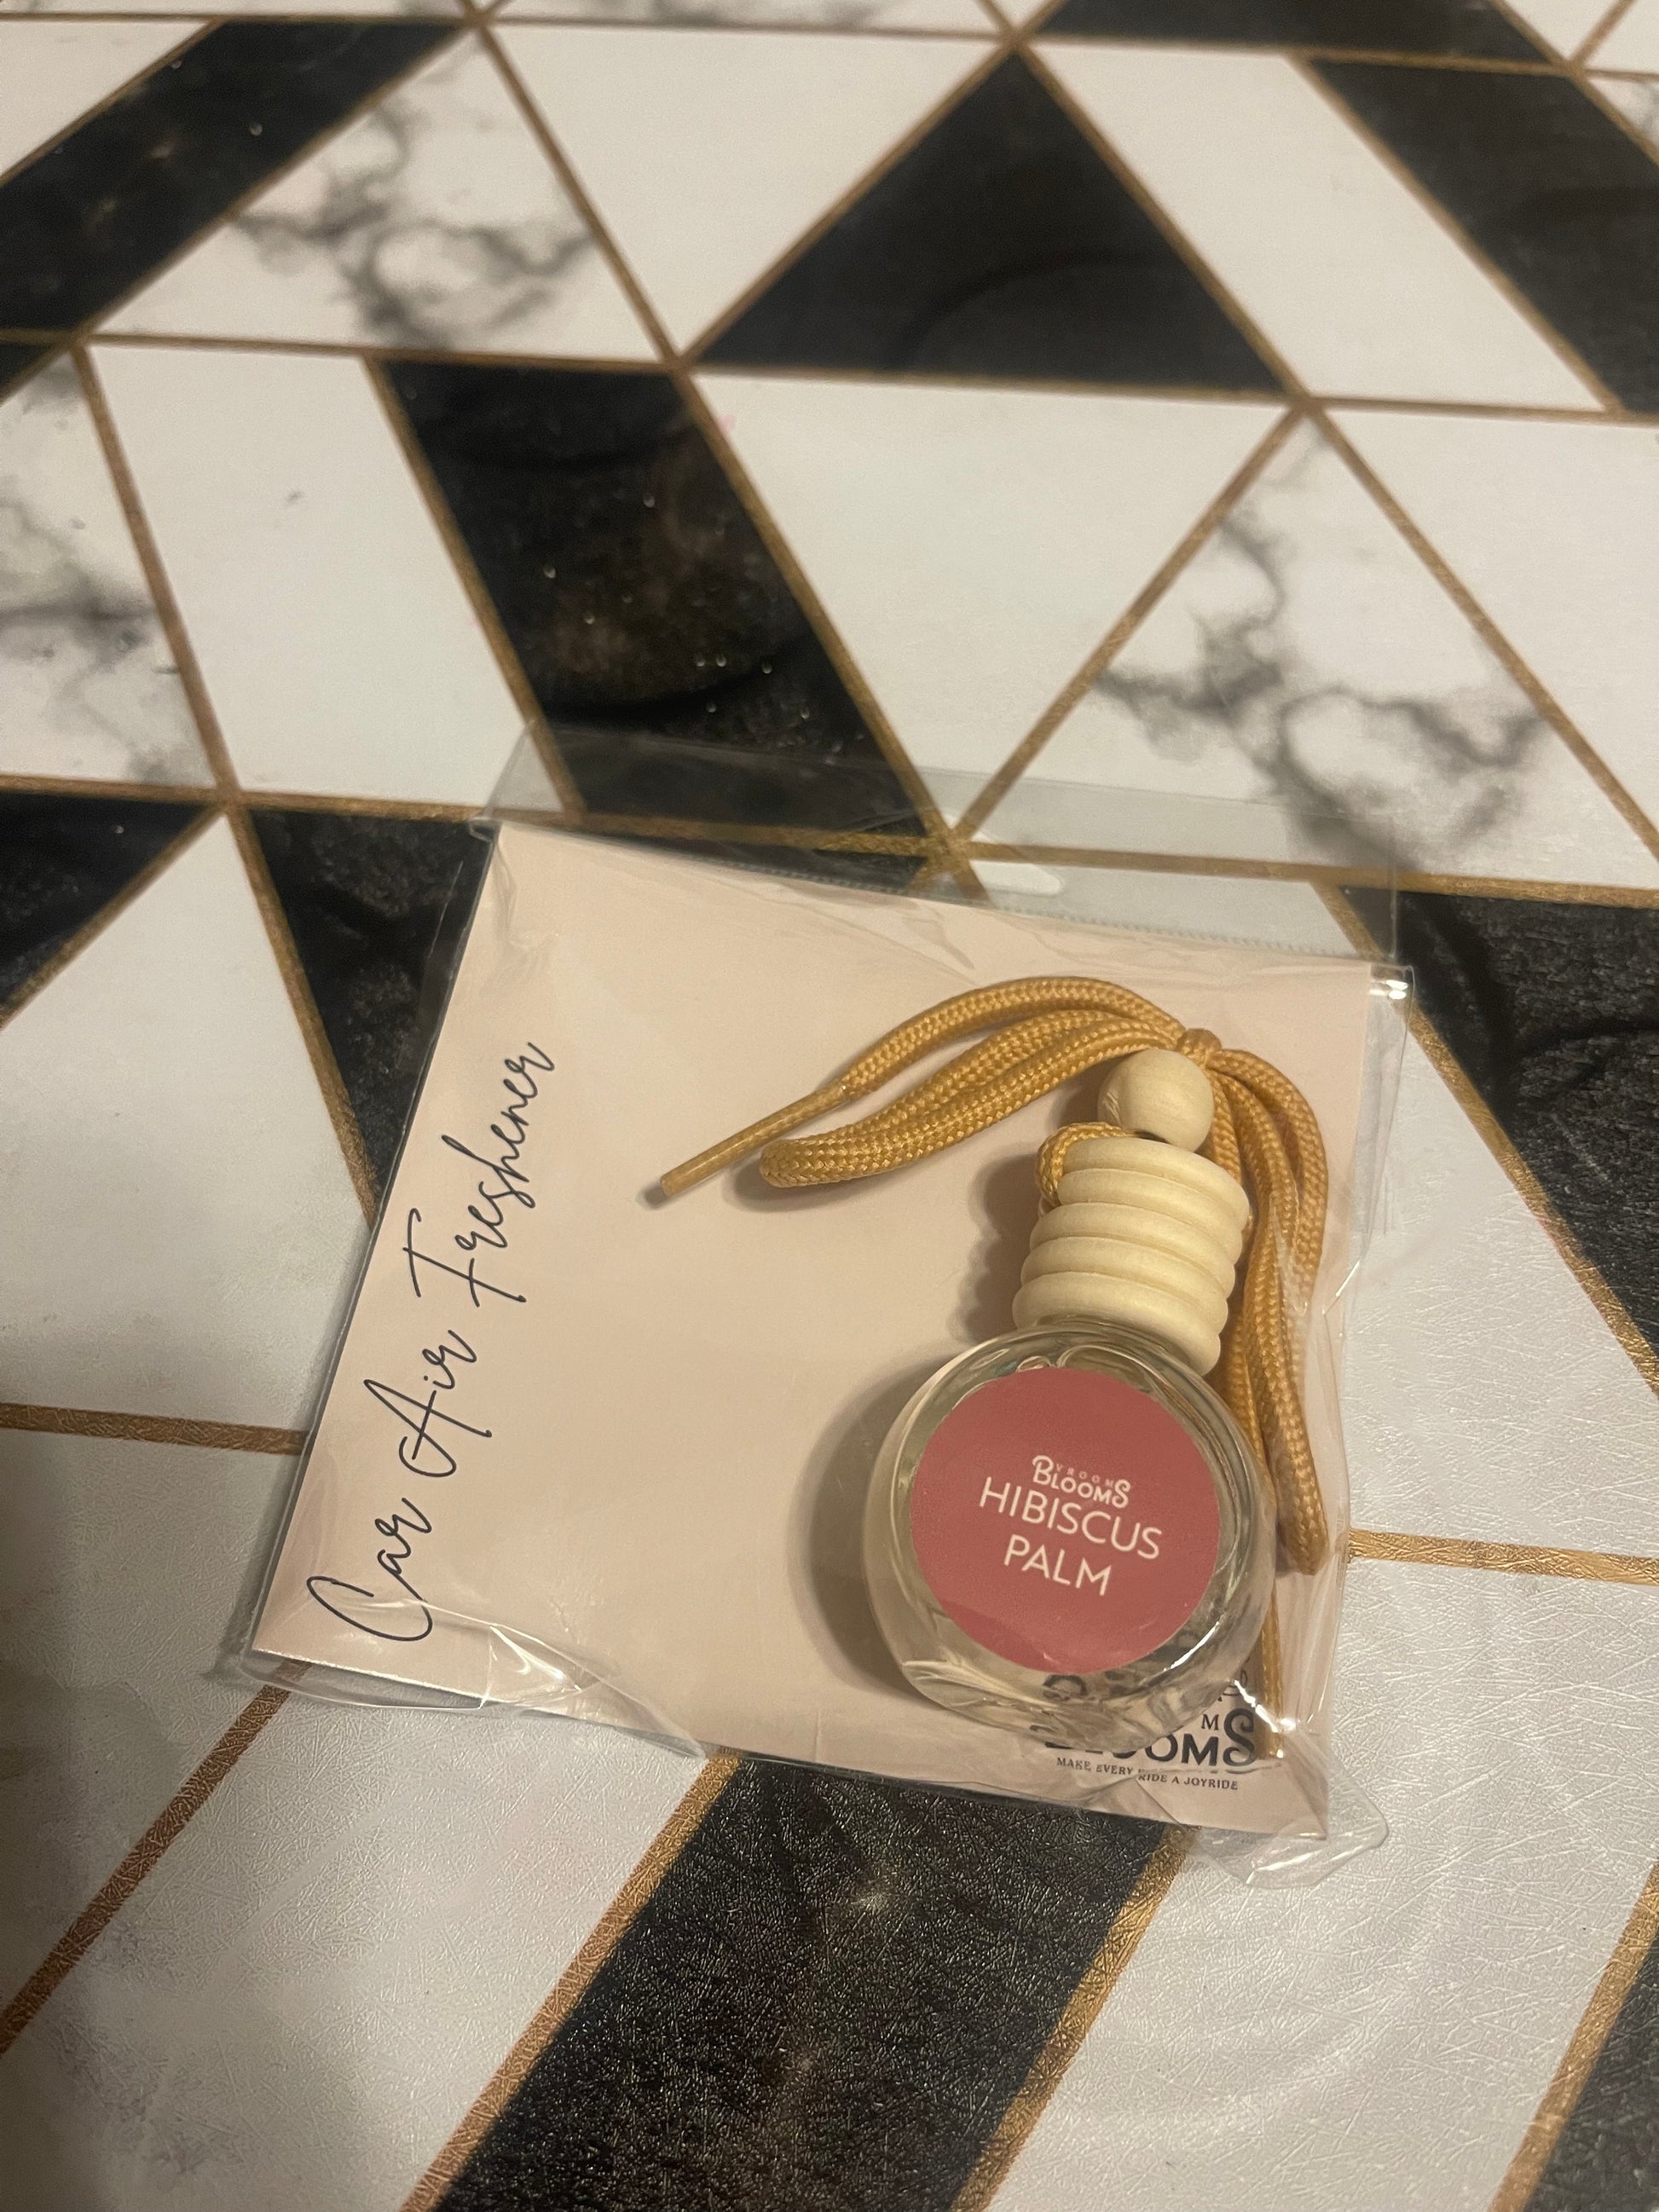 Car Air Freshener
VROOM
BLOOMS
HIBISCUS
PALM
MAKE EVERY RIDE A JOYRIDE